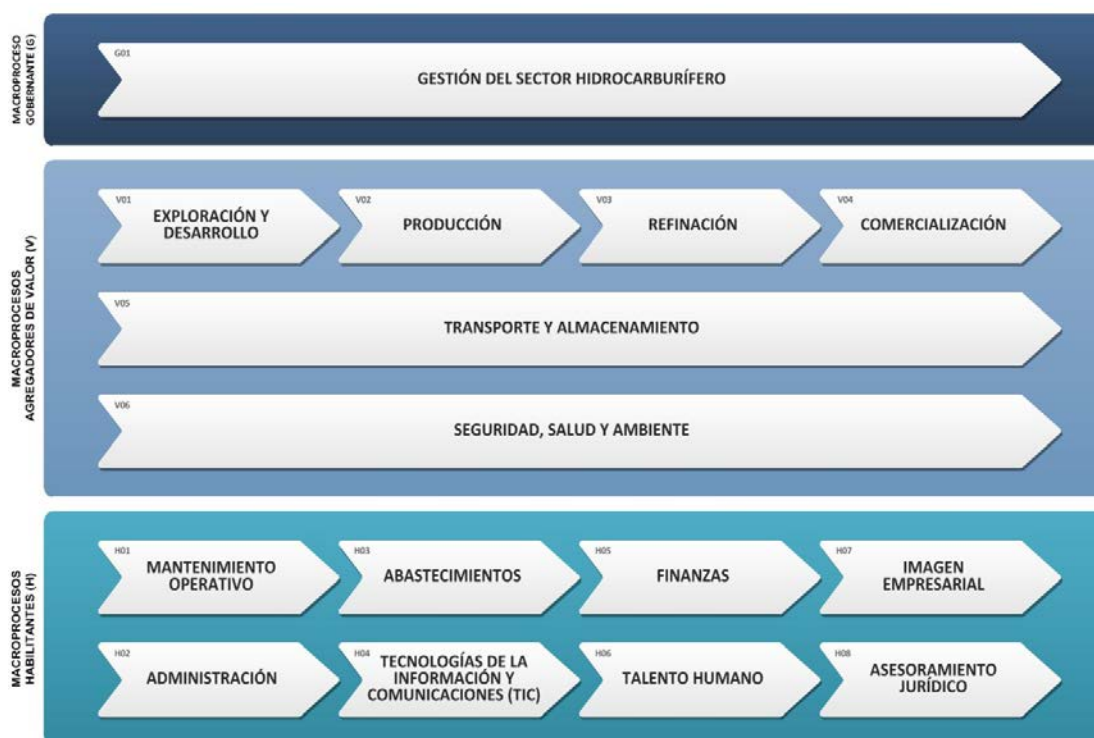 MACROPROCESO
GOBERNANTE (G)
G01
GESTIÓN DEL SECTOR HIDROCARBURÍFERO
MACROPROCESOS
AGREGADORES DE VALOR (V)
V01
EXPLORACIÓN Y
DESARROLLO
V02
PRODUCCIÓN
V03
REFINACIÓN
V04
COMERCIALIZACIÓN
V05
TRANSPORTE Y ALMACENAMIENTO
V06
SEGURIDAD, SALUD Y AMBIENTE
MACROPROCESOS
HABILITANTES (H)
H01
MANTENIMIENTO
OPERATIVO
H03
ABASTECIMIENTOS
H05
FINANZAS
H07
IMAGEN
EMPRESARIAL
H02
ADMINISTRACIÓN
H04
TECNOLOGÍAS DE LA
INFORMACIÓN Y
COMUNICACIONES (TIC)
H06
TALENTO HUMANO
H08
ASESORAMIENTO
JURÍDICO